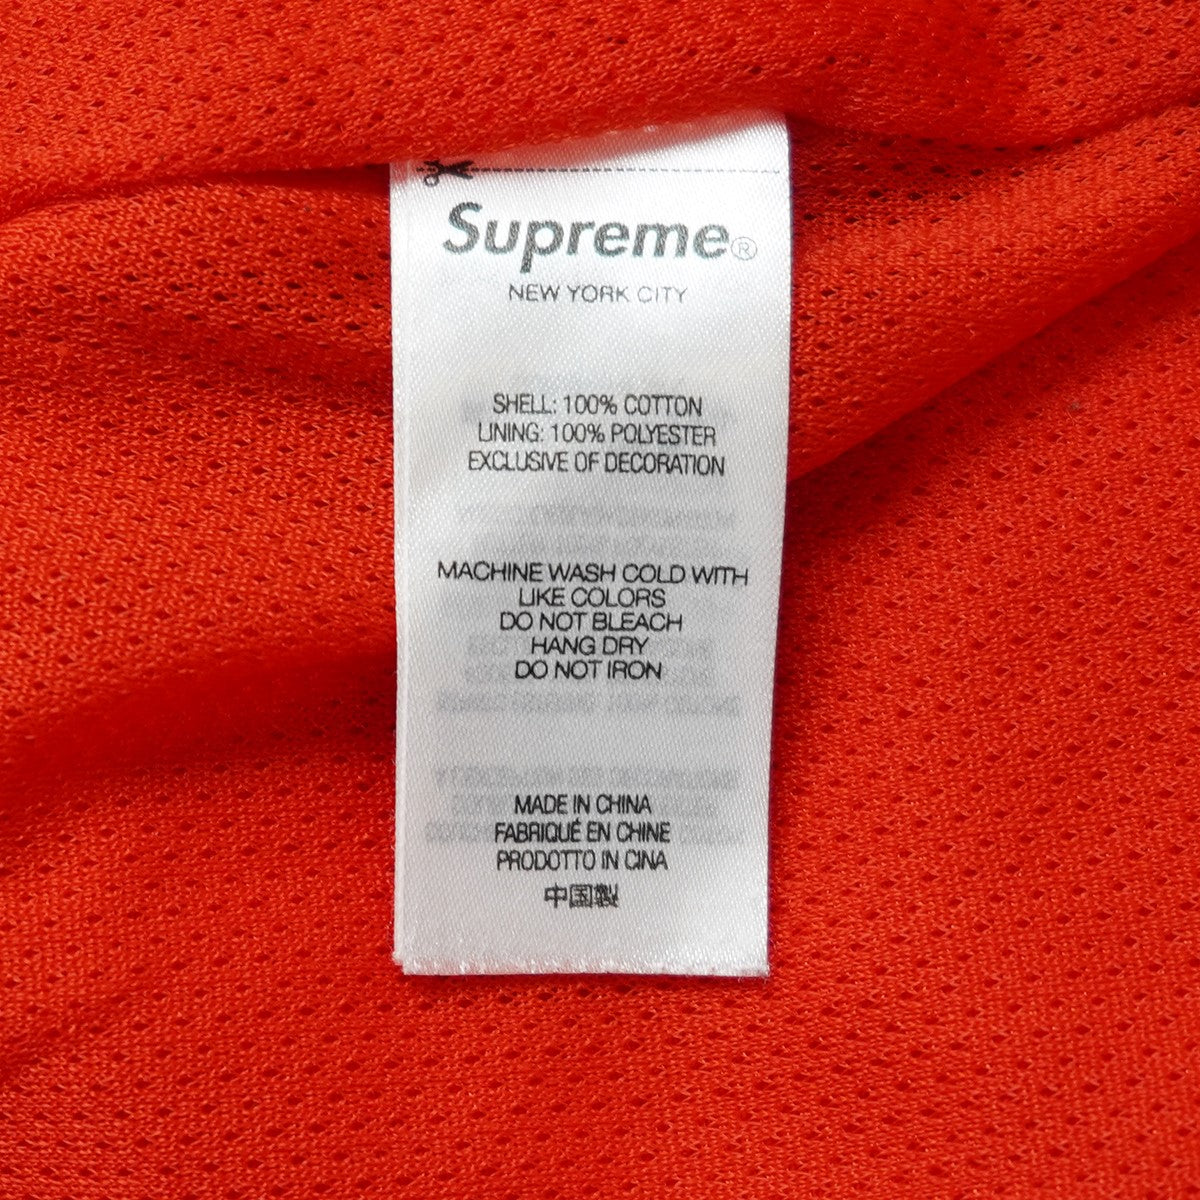 Supreme®
NEW YORK CITY
SHELL: 100% COTTON
LINING: 100% POLYESTER
EXCLUSIVE OF DECORATION
MACHINE WASH COLD WITH
LIKE COLORS
DO NOT BLEACH
HANG DRY
DO NOT IRON
MADE IN CHINA
FABRIQUÉ EN CHINE
PRODOTTO IN CINA
中国製